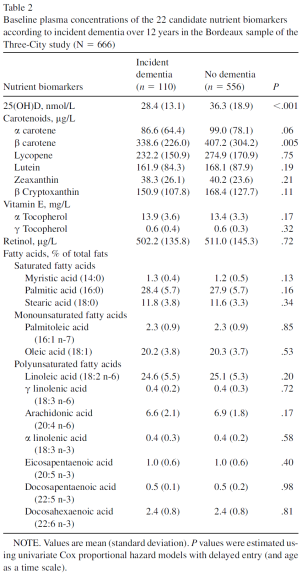 Table 2
Baseline plasma concentrations of the 22 candidate nutrient biomarkers
according to incident dementia over 12 years in the Bordeaux sample of the
Three-City study (N = 666)
Nutrient biomarkers Incident dementia (n = 110) No dementia (n = 556) P
25(OH)D, nmol/L 28.4 (13.1) 36.3 (18.9) <.001
Carotenoids, μg/L
α carotene 86.6 (64.4) 99.0 (78.1) .06
β carotene 338.6 (226.0) 407.2 (304.2) .005
Lycopene 232.2 (150.9) 274.9 (170.9) .75
Lutein 161.9 (84.3) 168.1 (87.9) .19
Zeaxanthin 38.3 (26.1) 40.2 (23.6) .21
β Cryptoxanthin 150.9 (107.8) 168.4 (127.7) .11
Vitamin E, mg/L
α Tocopherol 13.9 (3.6) 13.4 (3.3) .17
γ Tocopherol 0.6 (0.4) 0.6 (0.3) .32
Retinol, μg/L 502.2 (135.8) 511.0 (145.3) .72
Fatty acids, % of total fats
Saturated fatty acids
Myristic acid (14:0) 1.3 (0.4) 1.2 (0.5) .13
Palmitic acid (16:0) 28.4 (5.7) 27.9 (5.7) .16
Stearic acid (18:0) 11.8 (3.8) 11.6 (3.3) .34
Monounsaturated fatty acids
Palmitoleic acid 2.3 (0.9) 2.3 (0.9) .85
(16:1 n-7)
Oleic acid (18:1) 20.2 (3.8) 20.3 (3.7) .53
Polyunsaturated fatty acids
Linoleic acid (18:2 n-6) 24.6 (5.5) 25.1 (5.3) .20
γ linolenic acid 0.4 (0.2) 0.4 (0.3) .72
(18:3 n-6)
Arachidonic acid 6.6 (2.1) 6.9 (1.8) .17
(20:4 n-6)
α linolenic acid 0.4 (0.3) 0.4 (0.2) .58
(18:3 n-3)
Eicosapentaenoic acid 1.0 (0.6) 1.0 (0.6) .40
(20:5 n-3)
Docosapentaenoic acid 0.5 (0.1) 0.5 (0.2) .98
(22:5 n-3)
Docosahexaenoic acid 2.4 (0.8) 2.4 (0.8) .81
(22:6 n-3)
NOTE. Values are mean (standard deviation). P values were estimated us-
ing univariate Cox proportional hazard models with delayed entry (and age
as a time scale).